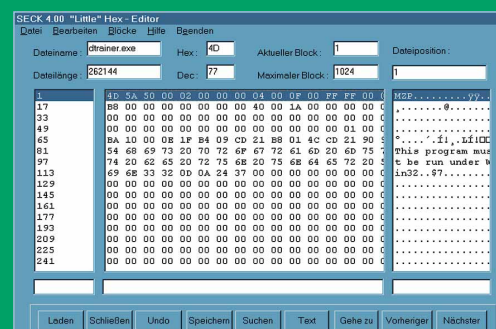 SECK 4.00 "Little" Hex - Editor
Datei Bearbeiten Blöcke Hilfe Beenden
Dateiname : dtrainer.exe Hex : 4D Aktueller Block : 1 Dateiposition :
Dateilänge : 262144 Dec : 77 Maximaler Block : 1024 1
1 4D 5A 50 00 02 00 00 00 04 00 0F 00 FF FF 00 MZP.........ÿÿ..
17 B8 00 00 00 00 00 00 00 40 00 1A 00 00 00 00 ¸.......@.......
33 00 00 00 00 00 00 00 00 00 00 00 00 00 00 00 ................
49 00 00 00 00 00 00 00 00 00 00 00 00 00 01 00 ................
65 BA 10 00 0E 1F B4 09 CD 21 B8 01 4C CD 21 90
81 54 68 69 73 20 70 72 6F 67 72 61 6D 20 6D 75 This program mus
97 74 20 62 65 20 72 75 6E 20 75 6E 64 65 72 20 t be run under W
113 69 6E 33 32 0D 0A 24 37 00 00 00 00 00 00 00 in32..$7........
129 00 00 00 00 00 00 00 00 00 00 00 00 00 00 00 ................
145 00 00 00 00 00 00 00 00 00 00 00 00 00 00 00 ................
161 00 00 00 00 00 00 00 00 00 00 00 00 00 00 00 ................
177 00 00 00 00 00 00 00 00 00 00 00 00 00 00 00 ................
193 00 00 00 00 00 00 00 00 00 00 00 00 00 00 00 ................
209 00 00 00 00 00 00 00 00 00 00 00 00 00 00 00 ................
225 00 00 00 00 00 00 00 00 00 00 00 00 00 00 00 ................
241 00 00 00 00 00 00 00 00 00 00 00 00 00 00 00 ................
Laden Schließen Undo Speichern Suchen Text Gehe zu Vorheriger Nächster